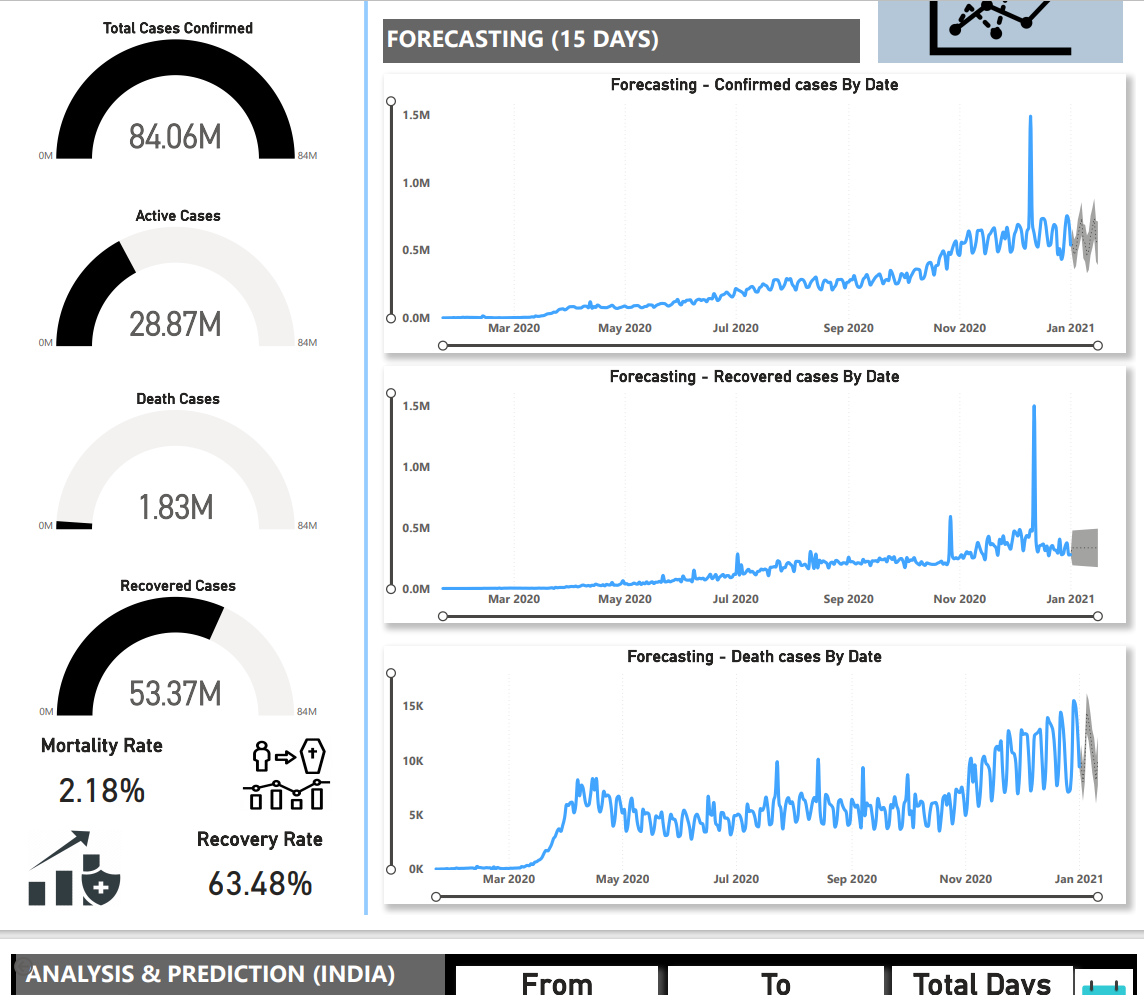 Total Cases Confirmed
84.06M
0M
84M
Active Cases
28.87M
0M
84M
Death Cases
1.83M
0M
84M
Recovered Cases
53.37M
0M
84M
Mortality Rate
2.18%
Recovery Rate
63.48%
FORECASTING (15 DAYS)
Forecasting - Confirmed cases By Date
1.5M
1.0M
0.5M
0.0M
Mar 2020 May 2020 Jul 2020 Sep 2020 Nov 2020 Jan 2021
Forecasting - Recovered cases By Date
1.5M
1.0M
0.5M
0.0M
Mar 2020 May 2020 Jul 2020 Sep 2020 Nov 2020 Jan 2021
Forecasting - Death cases By Date
15K
10K
5K
0K
Mar 2020 May 2020 Jul 2020 Sep 2020 Nov 2020 Jan 2021
ANALYSIS & PREDICTION (INDIA)
From
To
Total Days